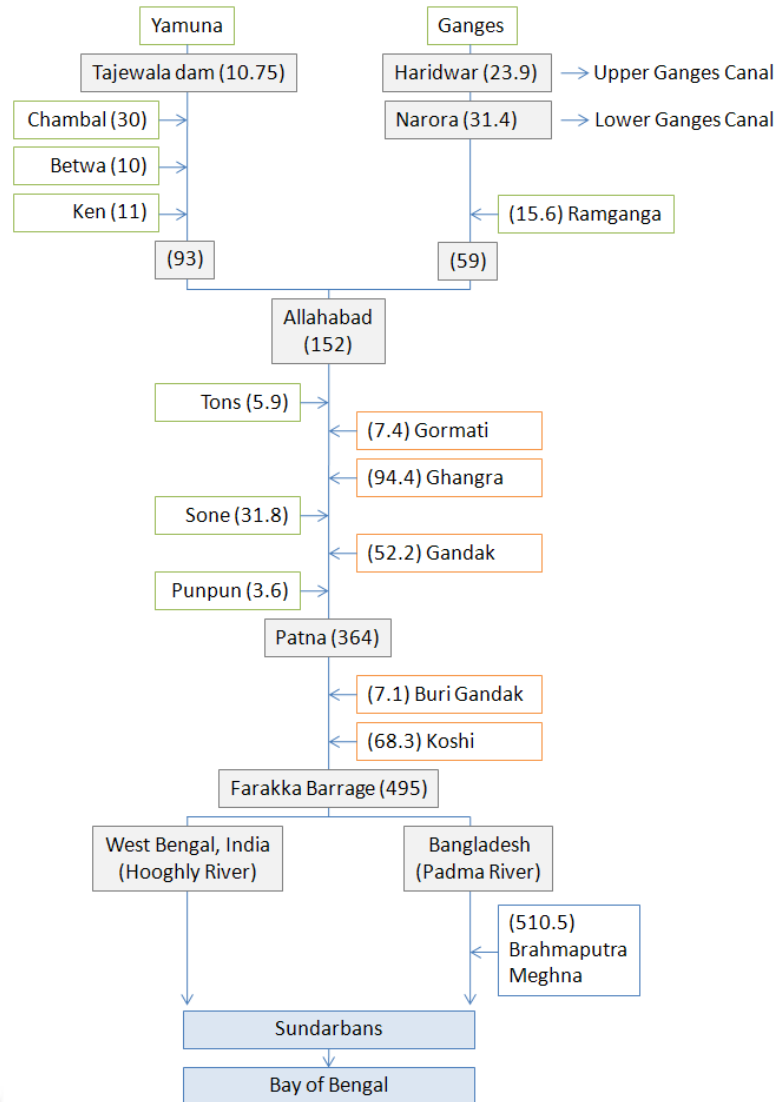 Yamuna
Ganges
Tajewala dam (10.75)
Haridwar (23.9)
Upper Ganges Canal
Chambal (30)
Narora (31.4)
Lower Ganges Canal
Betwa (10)
Ken (11)
(15.6) Ramganga
(93)
(59)
Allahabad
(152)
Tons (5.9)
(7.4) Gormati
(94.4) Ghangra
Sone (31.8)
(52.2) Gandak
Punpun (3.6)
Patna (364)
(7.1) Buri Gandak
(68.3) Koshi
Farakka Barrage (495)
West Bengal, India
(Hooghly River)
Bangladesh
(Padma River)
(510.5)
Brahmaputra
Meghna
Sundarbans
Bay of Bengal